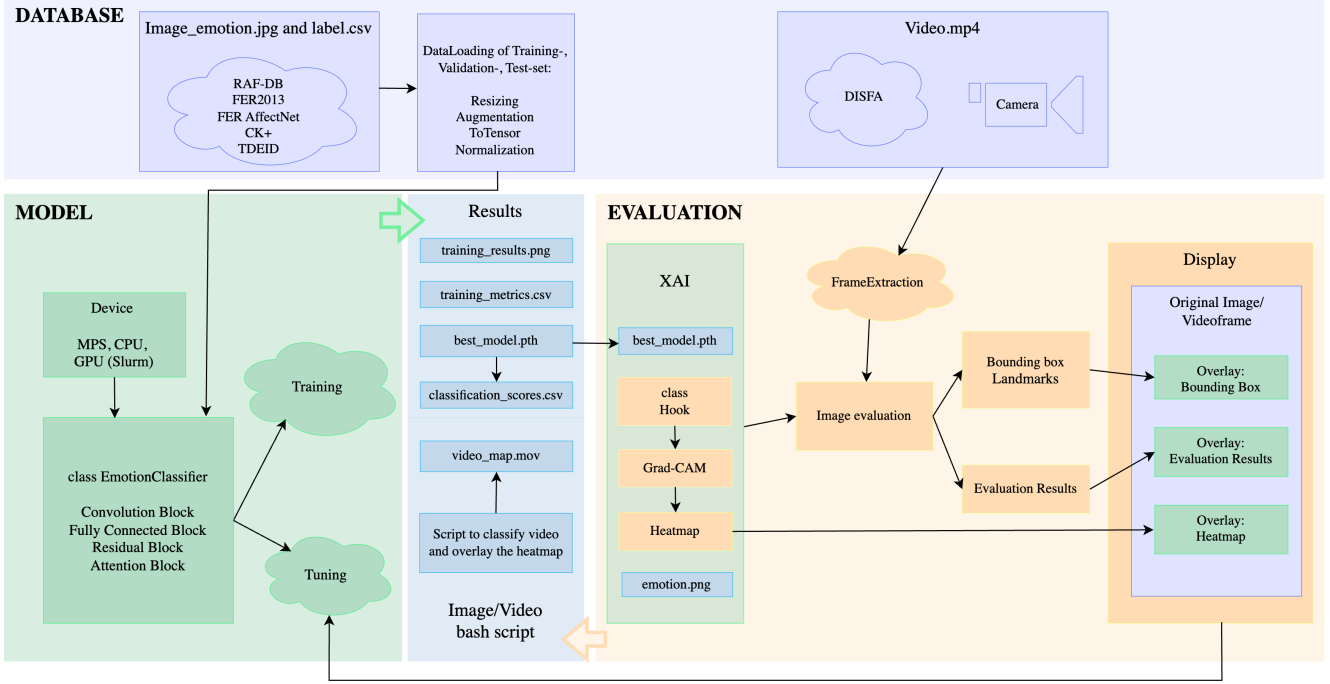 DATABASE
Image_emotion.jpg and label.csv
RAF-DB
FER2013
FER AffectNet
CK+
TDEID
DataLoading of Training-,
Validation-, Test-set:
Resizing
Augmentation
ToTensor
Normalization
Video.mp4
DISFA
Camera
MODEL
Device
MPS, CPU,
GPU (Slurm)
class EmotionClassifier
Convolution Block
Fully Connected Block
Residual Block
Attention Block
Training
Tuning
Results
training_results.png
training_metrics.csv
best_model.pth
classification_scores.csv
video_map.mov
Script to classify video
and overlay the heatmap
Image/Video
bash script
EVALUATION
XAI
best_model.pth
class
Hook
Grad-CAM
Heatmap
emotion.png
FrameExtraction
Image evaluation
Bounding box
Landmarks
Evaluation Results
Display
Original Image/
Videoframe
Overlay:
Bounding Box
Overlay:
Evaluation Results
Overlay:
Heatmap